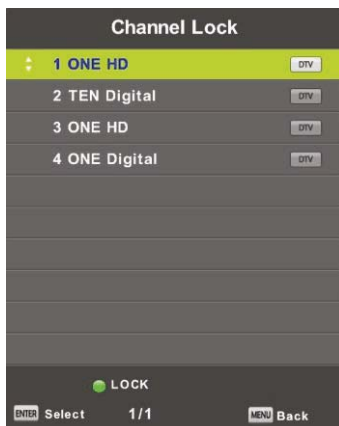 Channel Lock
1 ONE HD DTV
2 TEN Digital DTV
3 ONE HD DTV
4 ONE Digital DTV
LOCK
ENTER Select 1/1 MENU Back